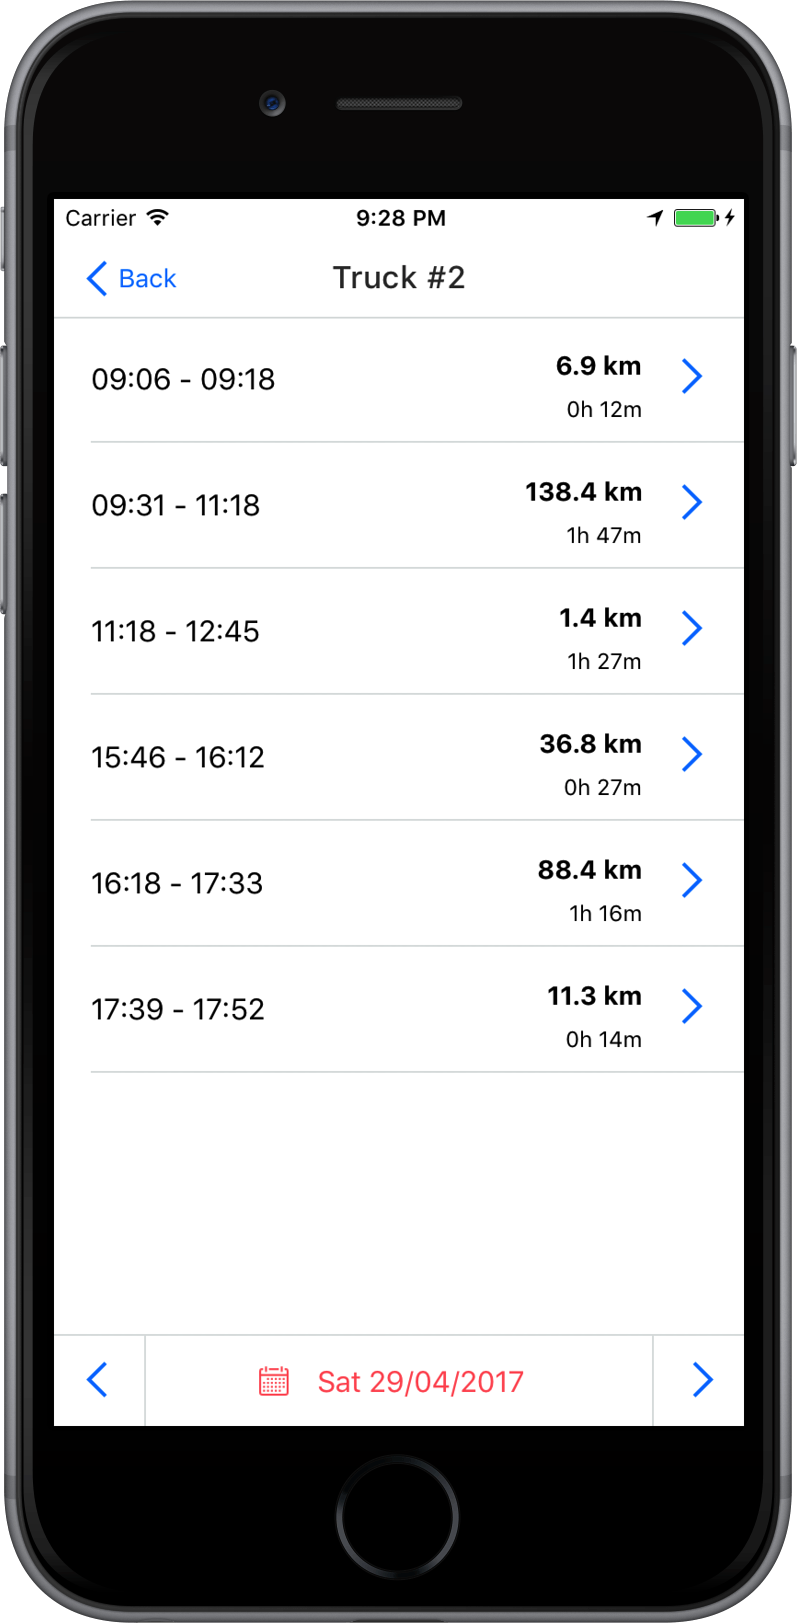 Carrier 9:28 PM
Back Truck #2
09:06 - 09:18 6.9 km
0h 12m
09:31 - 11:18 138.4 km
1h 47m
11:18 - 12:45 1.4 km
1h 27m
15:46 - 16:12 36.8 km
0h 27m
16:18 - 17:33 88.4 km
1h 16m
17:39 - 17:52 11.3 km
0h 14m
Sat 29/04/2017